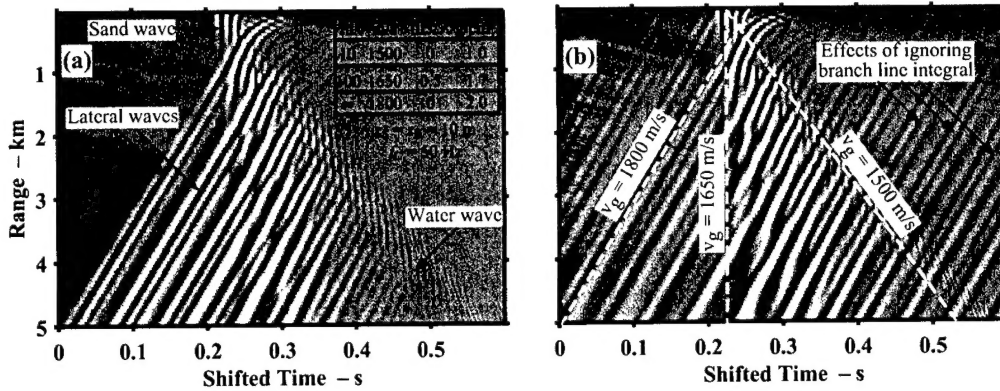 Sand wave
(a)
Lateral waves
Water wave
Range – km
1
2
3
4
5
0 0.1 0.2 0.3 0.4 0.5
Shifted Time – s
(b)
Effects of ignoring
branch line integral
v_g = 1800 m/s
v_g = 1650 m/s
v_g = 1500 m/s
0 0.1 0.2 0.3 0.4 0.5
Shifted Time – s